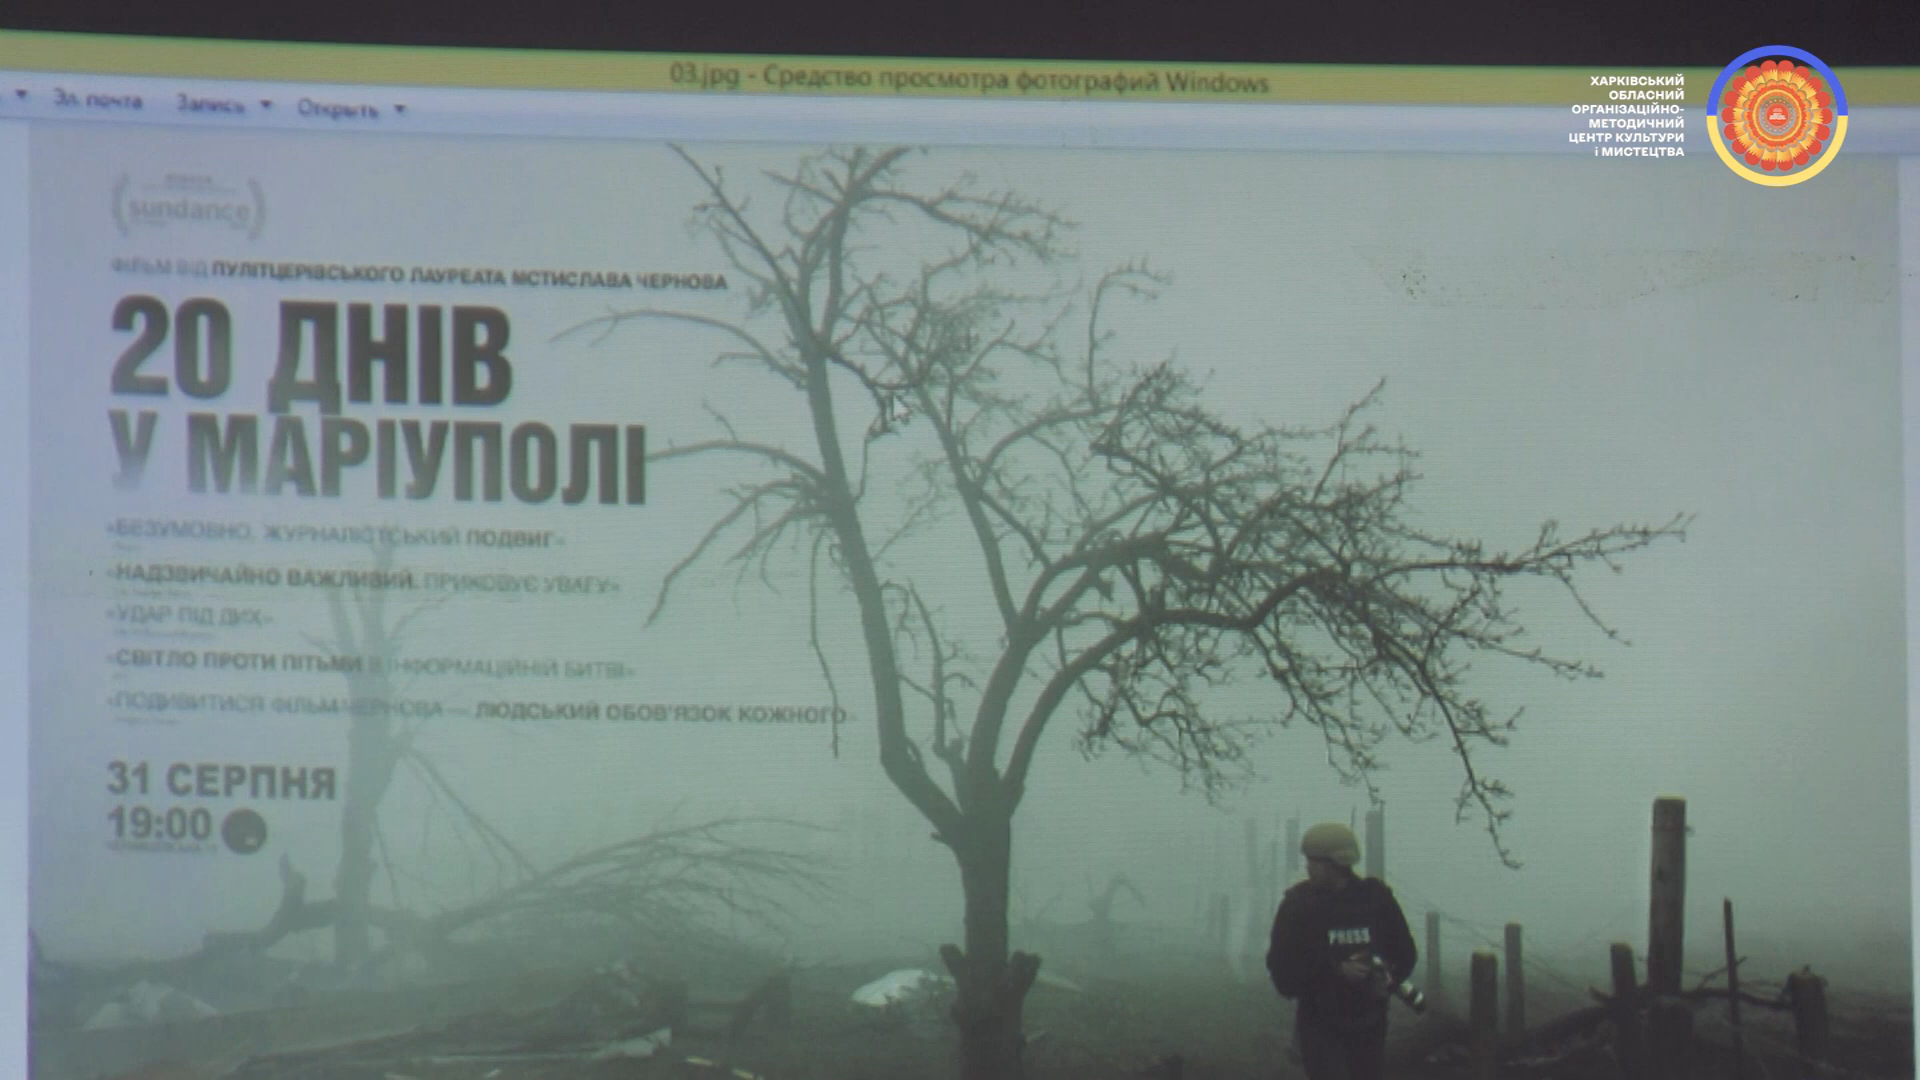 03.jpg - Средство просмотра фотографий Windows
Эл. почта Запись Открыть
ХАРКІВСЬКИЙ
ОБЛАСНИЙ
ОРГАНІЗАЦІЙНО-
МЕТОДИЧНИЙ
ЦЕНТР КУЛЬТУРИ
і МИСТЕЦТВА
sundance
ФІЛЬМ ВІД ПУЛІТЦЕРІВСЬКОГО ЛАУРЕАТА МСТИСЛАВА ЧЕРНОВА
20 ДНІВ
У МАРІУПОЛІ
«БЕЗУМОВНО, ЖУРНАЛІСТСЬКИЙ ПОДВИГ»
«НАДЗВИЧАЙНО ВАЖЛИВИЙ. ПРИКОВУЄ УВАГУ»
«УДАР ПІД ДИХ»
«СВІТЛО ПРОТИ ПІТЬМИ В ІНФОРМАЦІЙНІЙ БИТВІ»
«ПОДИВИТИСЯ ФІЛЬМ ЧЕРНОВА — ЛЮДСЬКИЙ ОБОВ'ЯЗОК КОЖНОГО»
31 СЕРПНЯ
19:00
PRESS